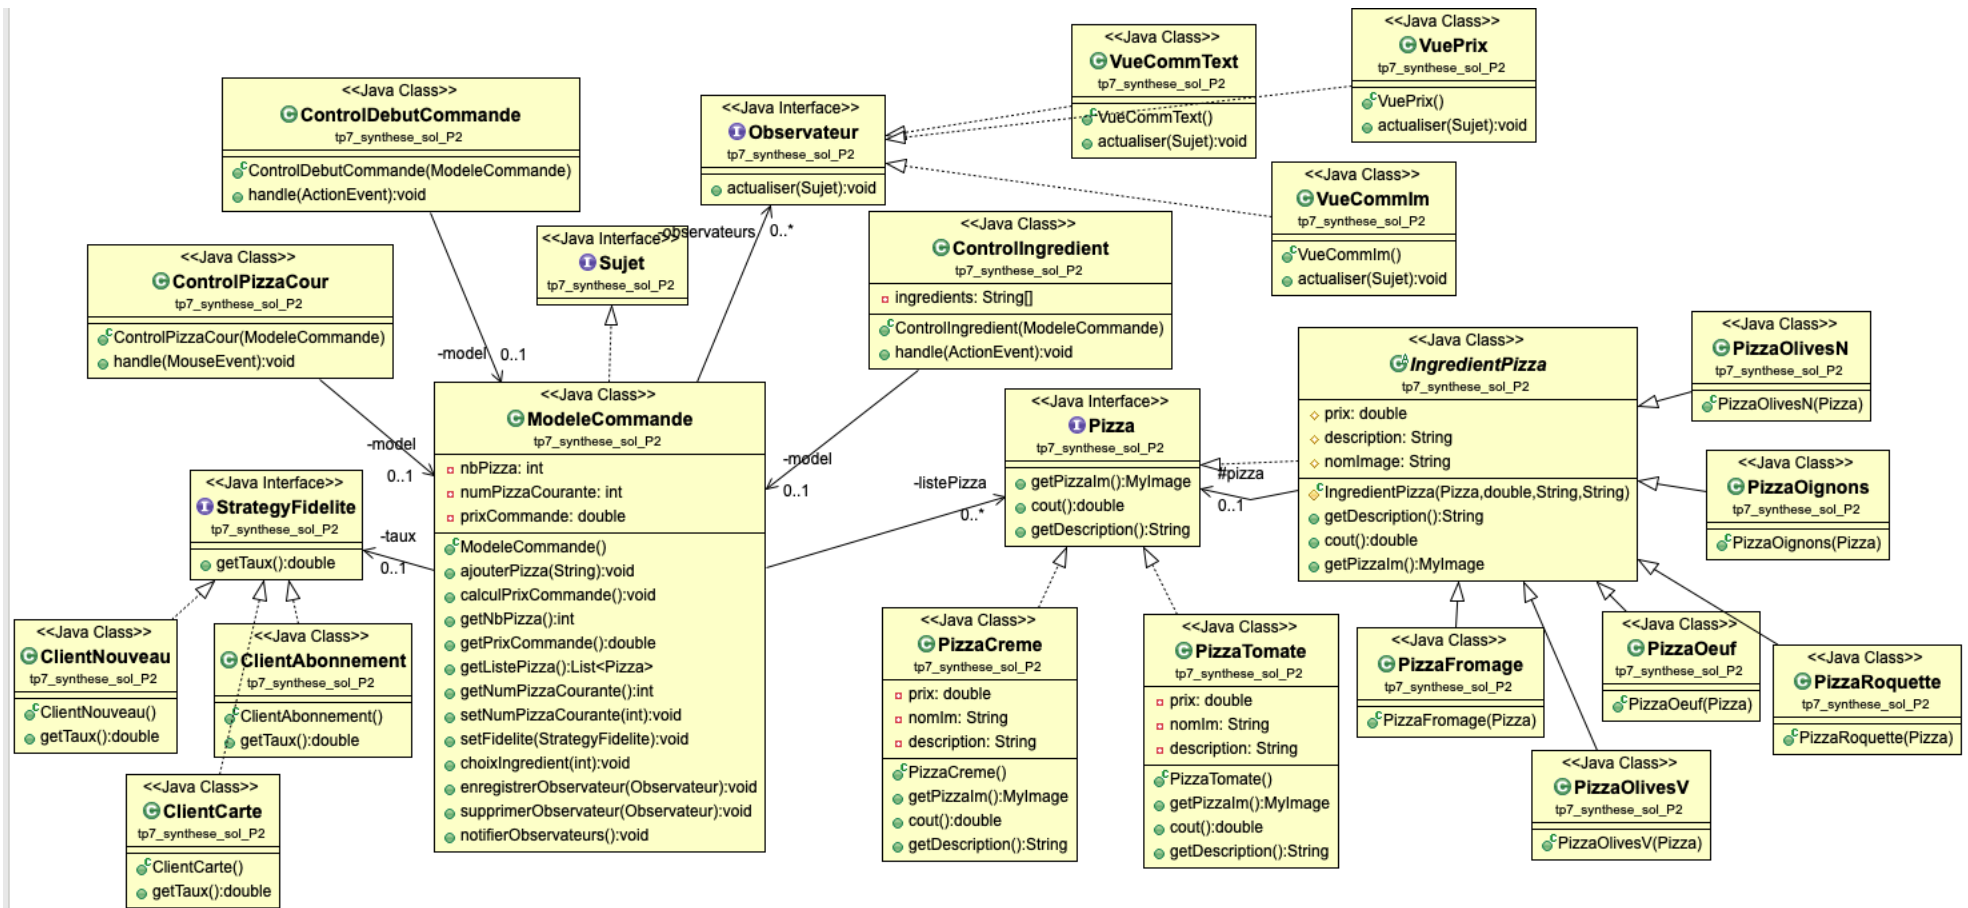 <<Java Class>>
ControlDebutCommande
tp7_synthese_sol_P2
ControlDebutCommande(ModeleCommande)
handle(ActionEvent):void
<<Java Interface>>
Observateur
tp7_synthese_sol_P2
actualiser(Sujet):void
<<Java Class>>
VueCommText
tp7_synthese_sol_P2
VueCommText()
actualiser(Sujet):void
<<Java Class>>
VuePrix
tp7_synthese_sol_P2
VuePrix()
actualiser(Sujet):void
<<Java Class>>
VueCommIm
tp7_synthese_sol_P2
VueCommIm()
actualiser(Sujet):void
<<Java Class>>
ControlPizzaCour
tp7_synthese_sol_P2
ControlPizzaCour(ModeleCommande)
handle(MouseEvent):void
<<Java Interface>>
Sujet
tp7_synthese_sol_P2
-observateurs
0..*
<<Java Class>>
ControlIngredient
tp7_synthese_sol_P2
ingredients: String[]
ControlIngredient(ModeleCommande)
handle(ActionEvent):void
-model
0..1
-model
0..1
-model
0..1
<<Java Class>>
ModeleCommande
tp7_synthese_sol_P2
nbPizza: int
numPizzaCourante: int
prixCommande: double
ModeleCommande()
ajouterPizza(String):void
calculPrixCommande():void
getNbPizza():int
getPrixCommande():double
getListePizza():List<Pizza>
getNumPizzaCourante():int
setNumPizzaCourante(int):void
setFidelite(StrategyFidelite):void
choixIngredient(int):void
enregistrerObservateur(Observateur):void
supprimerObservateur(Observateur):void
notifierObservateurs():void
<<Java Interface>>
StrategyFidelite
tp7_synthese_sol_P2
getTaux():double
-taux
0..1
<<Java Class>>
ClientNouveau
tp7_synthese_sol_P2
ClientNouveau()
getTaux():double
<<Java Class>>
ClientAbonnement
tp7_synthese_sol_P2
ClientAbonnement()
getTaux():double
<<Java Class>>
ClientCarte
tp7_synthese_sol_P2
ClientCarte()
getTaux():double
-listePizza
0..*
<<Java Interface>>
Pizza
tp7_synthese_sol_P2
getPizzaIm():MyImage
cout():double
getDescription():String
#pizza
0..1
<<Java Class>>
IngredientPizza
tp7_synthese_sol_P2
prix: double
description: String
nomImage: String
IngredientPizza(Pizza,double,String,String)
getDescription():String
cout():double
getPizzaIm():MyImage
<<Java Class>>
PizzaOlivesN
tp7_synthese_sol_P2
PizzaOlivesN(Pizza)
<<Java Class>>
PizzaOignons
tp7_synthese_sol_P2
PizzaOignons(Pizza)
<<Java Class>>
PizzaCreme
tp7_synthese_sol_P2
prix: double
nomIm: String
description: String
PizzaCreme()
getPizzaIm():MyImage
cout():double
getDescription():String
<<Java Class>>
PizzaTomate
tp7_synthese_sol_P2
prix: double
nomIm: String
description: String
PizzaTomate()
getPizzaIm():MyImage
cout():double
getDescription():String
<<Java Class>>
PizzaFromage
tp7_synthese_sol_P2
PizzaFromage(Pizza)
<<Java Class>>
PizzaOeuf
tp7_synthese_sol_P2
PizzaOeuf(Pizza)
<<Java Class>>
PizzaRoquette
tp7_synthese_sol_P2
PizzaRoquette(Pizza)
<<Java Class>>
PizzaOlivesV
tp7_synthese_sol_P2
PizzaOlivesV(Pizza)